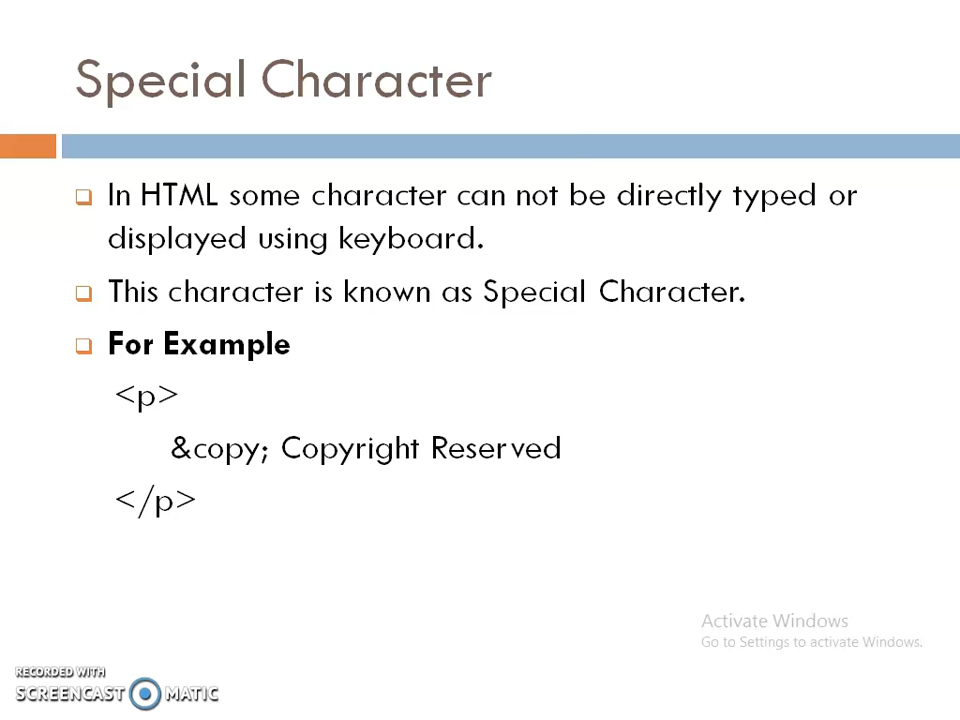 Special Character
In HTML some character can not be directly typed or
displayed using keyboard.
This character is known as Special Character.
For Example
<p>
&copy; Copyright Reserved
</p>
Activate Windows
Go to Settings to activate Windows.
RECORDED WITH
SCREENCAST MATIC